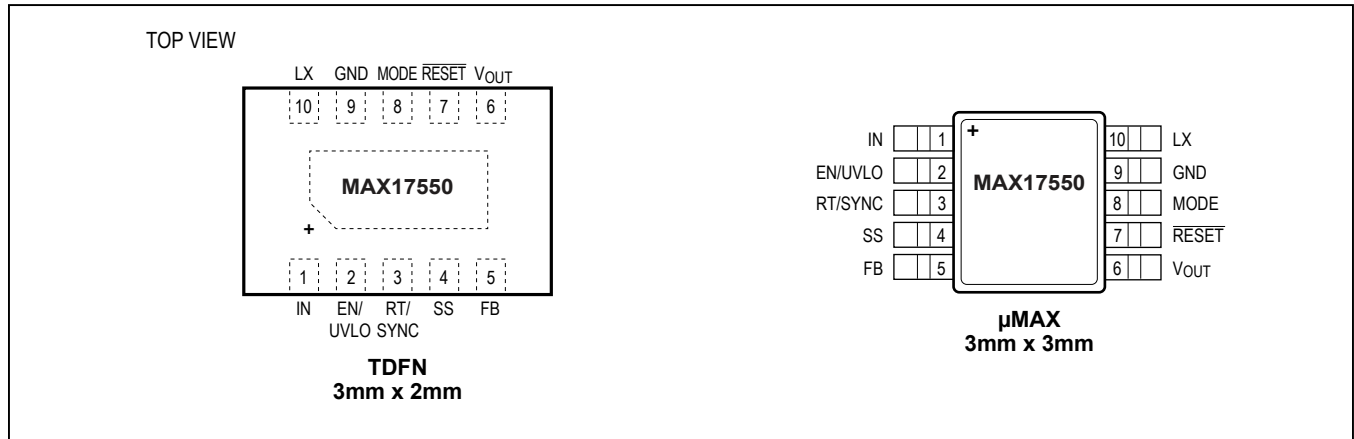 TOP VIEW
LX GND MODE RESET VOUT
10 9 8 7 6
MAX17550
+
1 2 3 4 5
IN EN/UVLO RT/SYNC SS FB
TDFN
3mm x 2mm
+
MAX17550
IN 1 10 LX
EN/UVLO 2 9 GND
RT/SYNC 3 8 MODE
SS 4 7 RESET
FB 5 6 VOUT
µMAX
3mm x 3mm